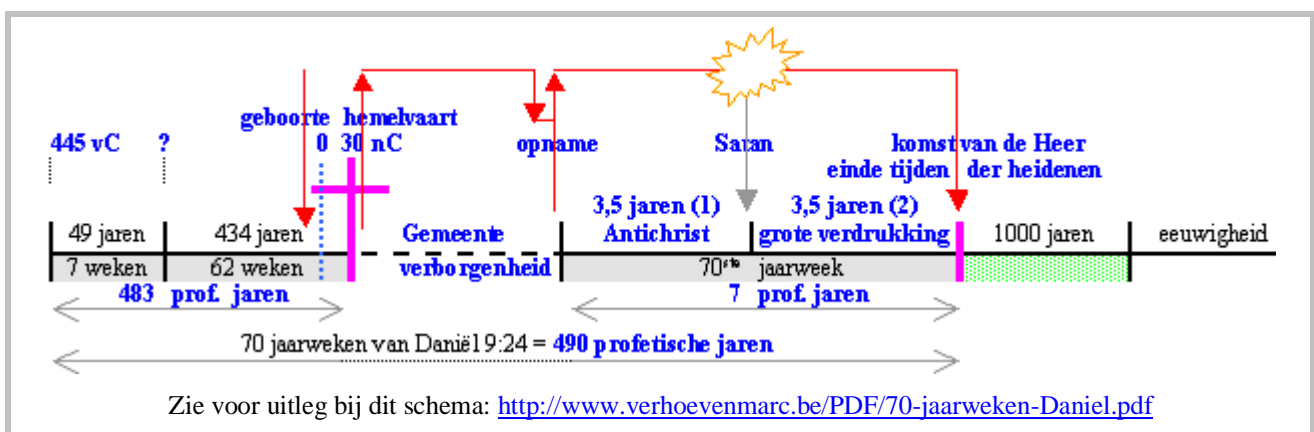 geboorte hemelvaart
445 vC ? 0 30 nC opname Satan komst van de Heer
einde tijden der heidenen
3,5 jaren (1) 3,5 jaren (2)
49 jaren 434 jaren Gemeente Antichrist grote verdrukking 1000 jaren eeuwigheid
7 weken 62 weken verborgenheid 70ste jaarweek
483 prof. jaren 7 prof. jaren
70 jaarweken van Daniël 9:24 = 490 profetische jaren
Zie voor uitleg bij dit schema: http://www.verhoevenmarc.be/PDF/70-jaarweken-Daniel.pdf